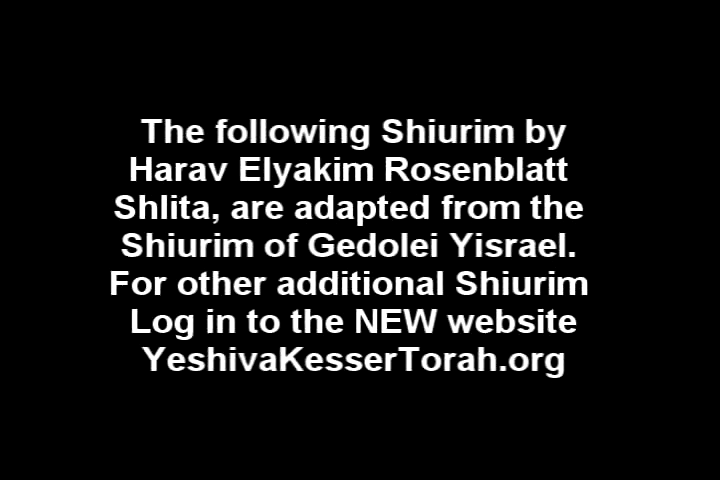 The following Shiurim by
Harav Elyakim Rosenblatt
Shlita, are adapted from the
Shiurim of Gedolei Yisrael.
For other additional Shiurim
Log in to the NEW website
YeshivaKesserTorah.org